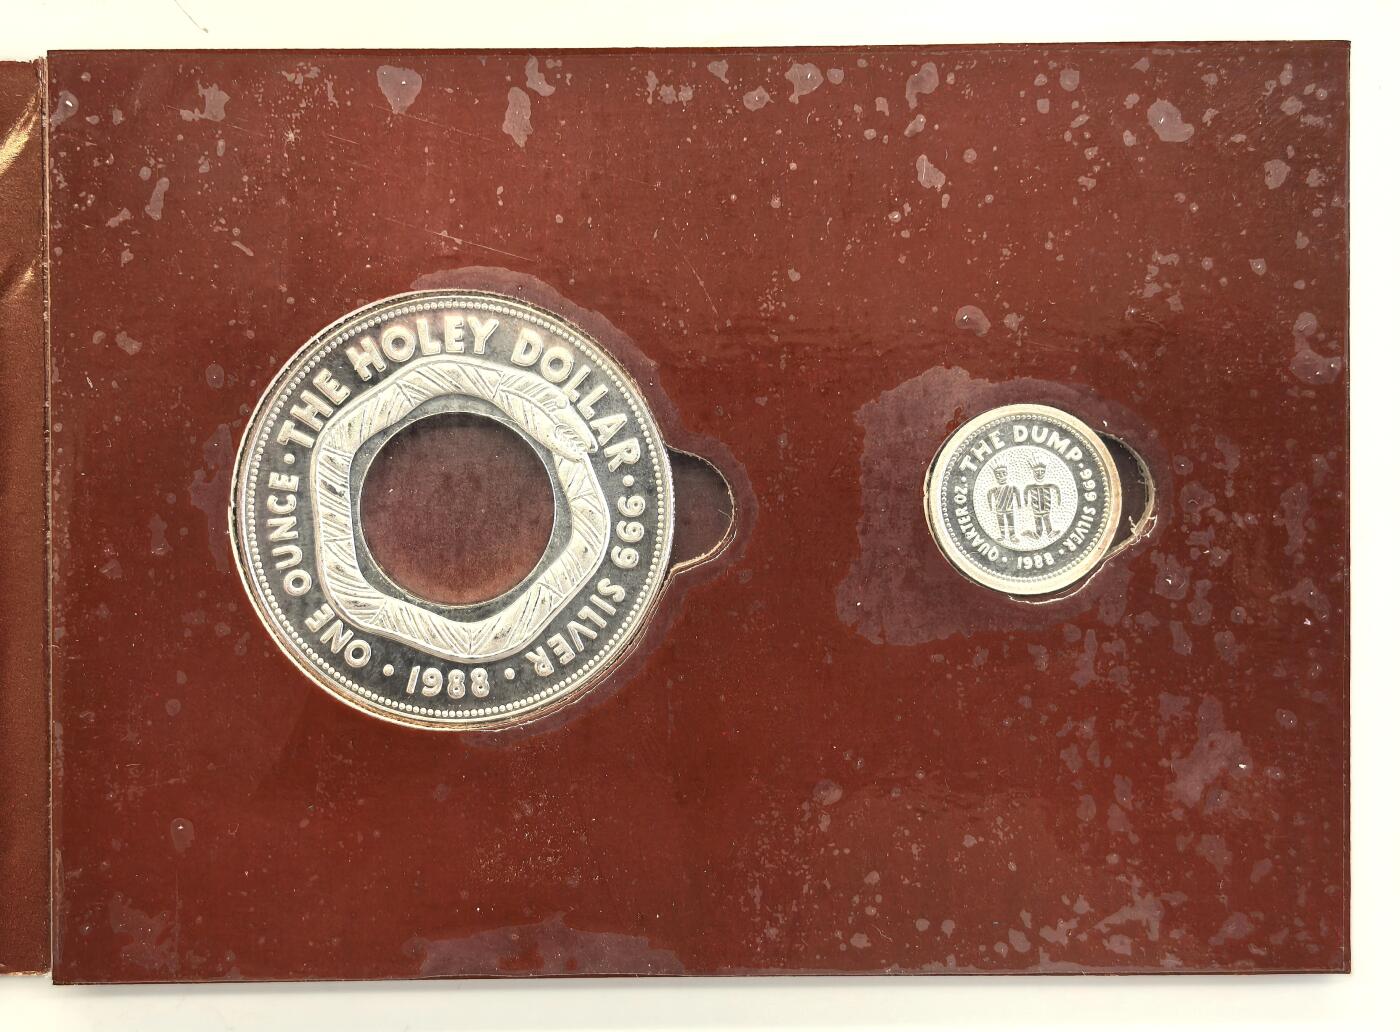 · THE HOLEY DOLLAR · 999 SILVER · 1988 · ONE OUNCE
· THE DUMP · 999 SILVER · 1988 · QUARTER OZ.